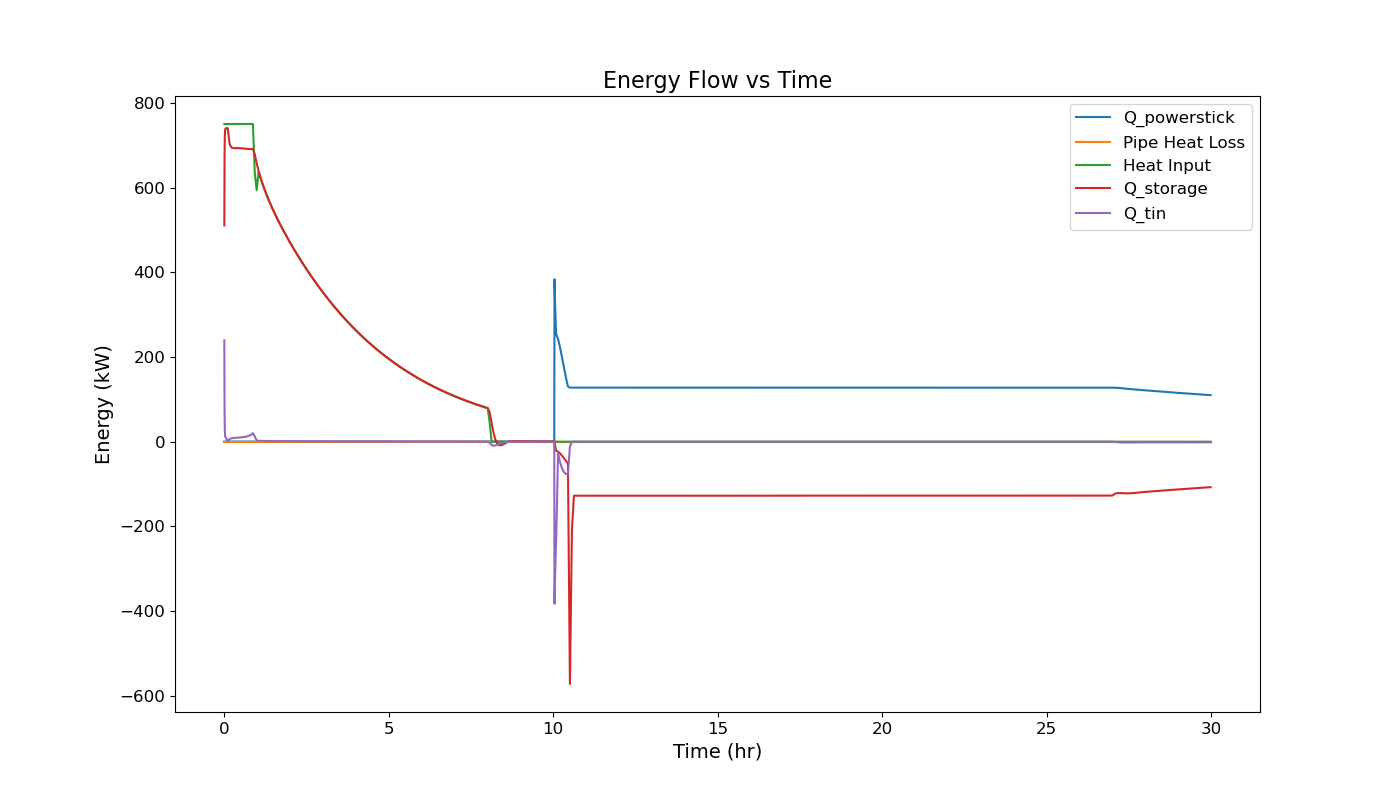 Energy Flow vs Time
800
600
400
200
0
−200
−400
−600
Energy (kW)
Q_powerstick
Pipe Heat Loss
Heat Input
Q_storage
Q_tin
0 5 10 15 20 25 30
Time (hr)